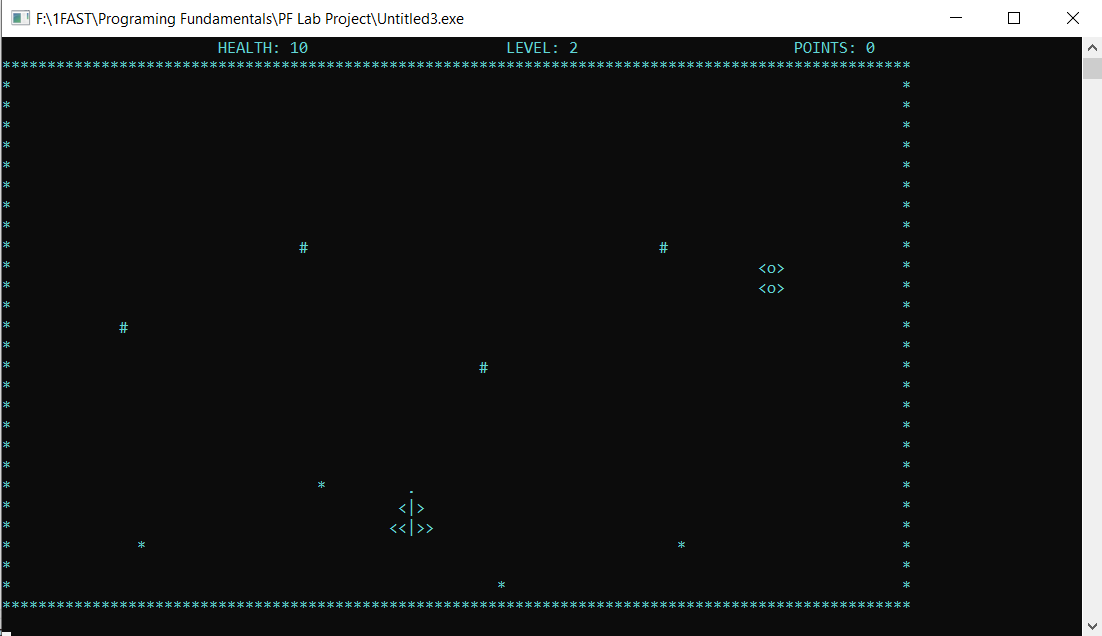 F:\1FAST\Programing Fundamentals\PF Lab Project\Untitled3.exe
HEALTH: 10 LEVEL: 2 POINTS: 0
*****************************************************************************************************
* *
* *
* *
* *
* *
* *
* *
* *
* # # *
* <o> *
* <o> *
* *
* # *
* *
* # *
* *
* *
* *
* *
* *
* * . *
* <|> *
* <<|>> *
* * * *
* *
* * *
*****************************************************************************************************